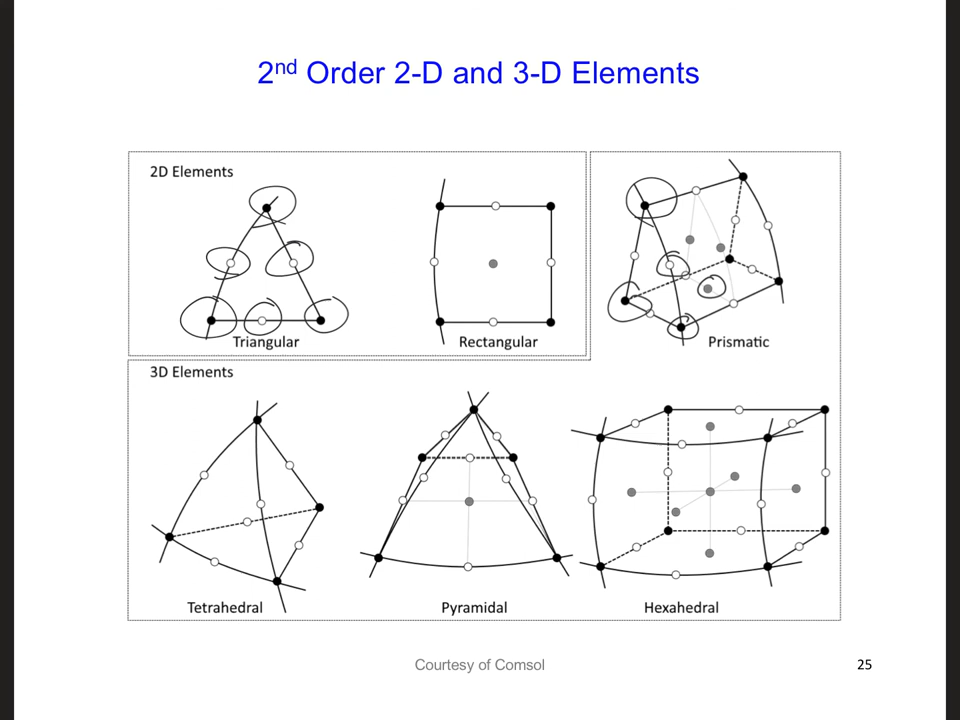 2nd Order 2-D and 3-D Elements
2D Elements
Triangular
Rectangular
Prismatic
3D Elements
Tetrahedral
Pyramidal
Hexahedral
Courtesy of Comsol
25